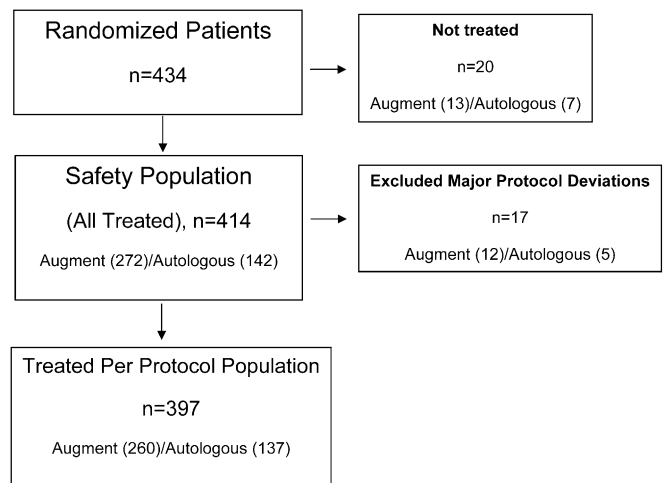 Randomized Patients
n=434
Not treated
n=20
Augment (13)/Autologous (7)
Safety Population
(All Treated), n=414
Augment (272)/Autologous (142)
Excluded Major Protocol Deviations
n=17
Augment (12)/Autologous (5)
Treated Per Protocol Population
n=397
Augment (260)/Autologous (137)